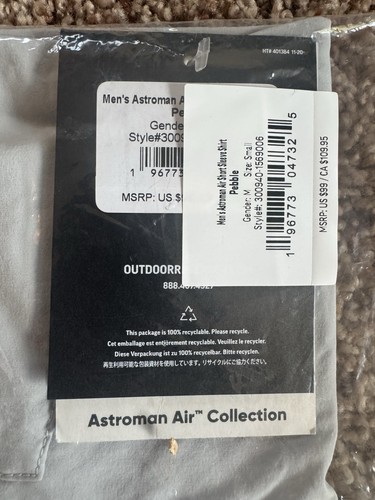 HT# 401384 11-20
Men's Astroman A
Pe
Gende
Style#:3009
1 96773
MSRP: US $
Men's Astroman Air Short Sleeve Shirt
Pebble
Gender: M Size: Small
Style#: 300940-1569006
1 96773 04732 5
MSRP: US $99 / CA $109.95
OUTDOORR
888.467.4327
This package is 100% recyclable. Please recycle.
Cet emballage est entièrement recyclable. Veuillez le recycler.
Diese Verpackung ist zu 100% recycelbar. Bitte recyceln.
再生利用可能な包装資材を使用しています。リサイクルにご協力ください。
Astroman Air™ Collection